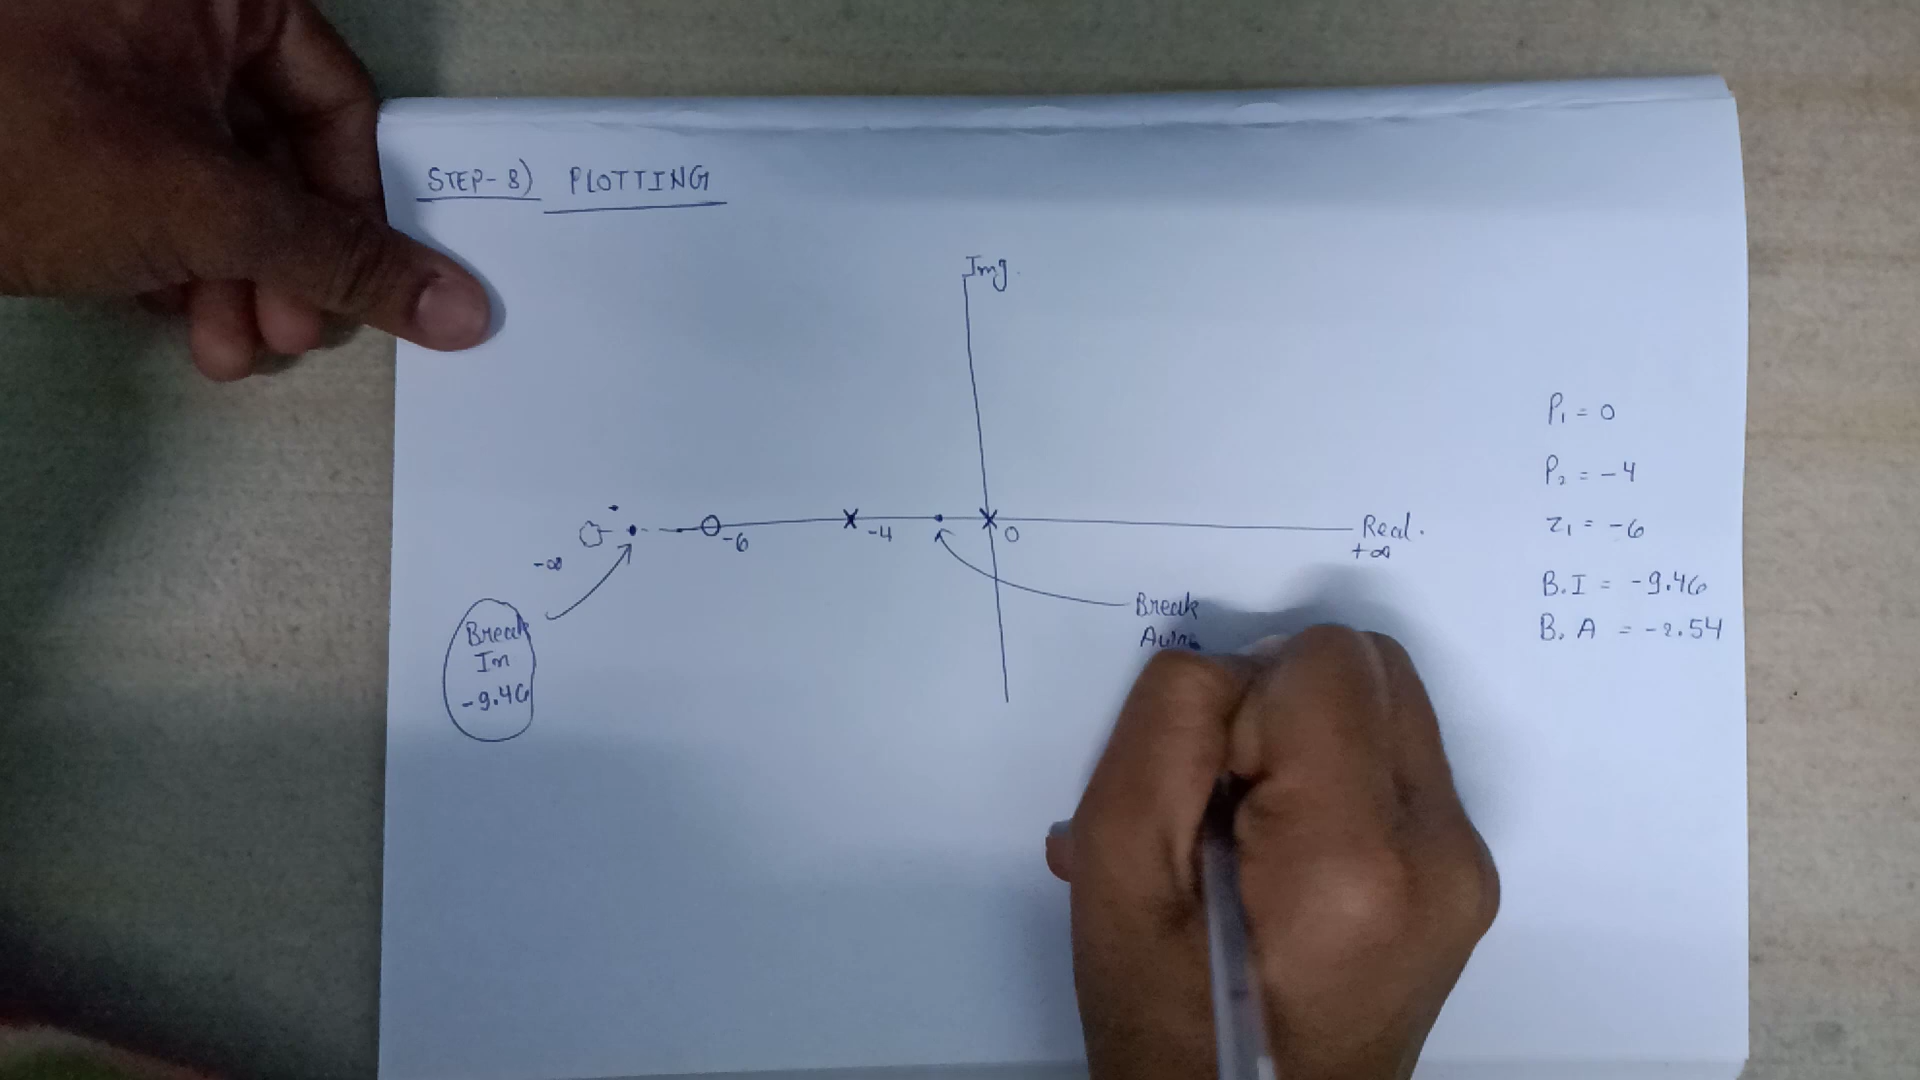 STEP-8) PLOTTING
Img.
-6
-4
0
Real.
+∞
-∞
Break
In
-9.46
Break
P₁ = 0
P₂ = -4
Z₁ = -6
B.I = -9.46
B.A = -2.54